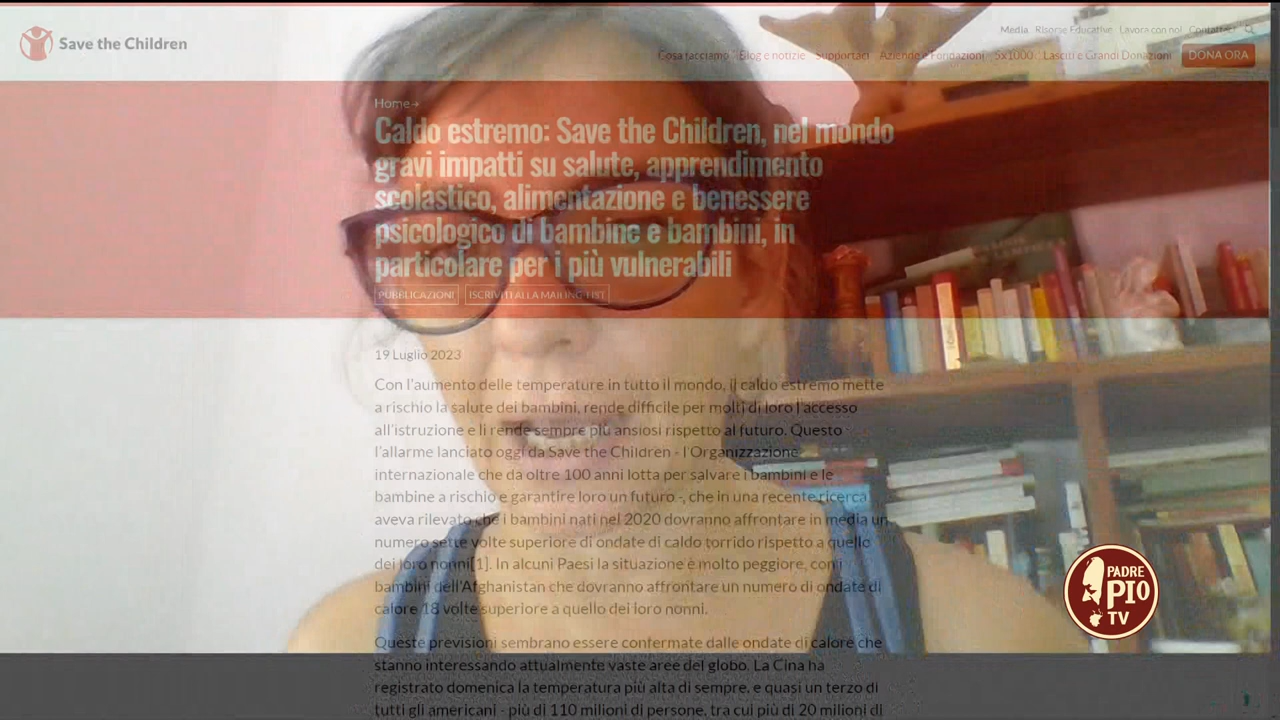 Save the Children
Media Risorse Educative Lavora con noi Contattaci
Cosa facciamo Blog e notizie Supportaci Aziende e Fondazioni 5x1000 Lasciti e Grandi Donazioni DONA ORA
Home
Caldo estremo: Save the Children, nel mondo
gravi impatti su salute, apprendimento
scolastico, alimentazione e benessere
psicologico di bambine e bambini, in
particolare per i più vulnerabili
PUBBLICAZIONI ISCRIVITI ALLA MAILING LIST
19 Luglio 2023
Con l'aumento delle temperature in tutto il mondo, il caldo estremo mette
a rischio la salute dei bambini, rende difficile per molti di loro l'accesso
all'istruzione e li rende sempre più ansiosi rispetto al futuro. Questo
l'allarme lanciato oggi da Save the Children - l'Organizzazione
internazionale che da oltre 100 anni lotta per salvare i bambini e le
bambine a rischio e garantire loro un futuro -, che in una recente ricerca
aveva rilevato che i bambini nati nel 2020 dovranno affrontare in media un
numero sette volte superiore di ondate di caldo torrido rispetto a quello
dei loro nonni[1]. In alcuni Paesi la situazione è molto peggiore, con i
bambini dell'Afghanistan che dovranno affrontare un numero di ondate di
calore 18 volte superiore a quello dei loro nonni.
Queste previsioni sembrano essere confermate dalle ondate di calore che
stanno interessando attualmente vaste aree del globo. La Cina ha
registrato domenica la temperatura più alta di sempre, e quasi un terzo di
tutti gli americani - più di 110 milioni di persone, tra cui più di 20 milioni di
PADRE
PIO
TV